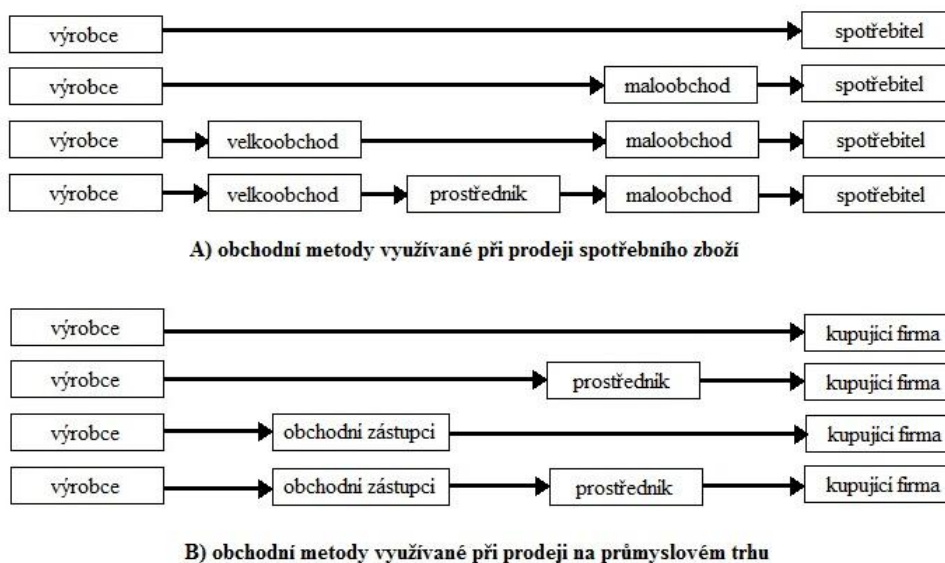 výrobce spotřebitel
výrobce maloobchod spotřebitel
výrobce velkoobchod maloobchod spotřebitel
výrobce velkoobchod prostředník maloobchod spotřebitel
A) obchodní metody využívané při prodeji spotřebního zboží
výrobce kupující firma
výrobce prostředník kupující firma
výrobce obchodní zástupci kupující firma
výrobce obchodní zástupci prostředník kupující firma
B) obchodní metody využívané při prodeji na průmyslovém trhu